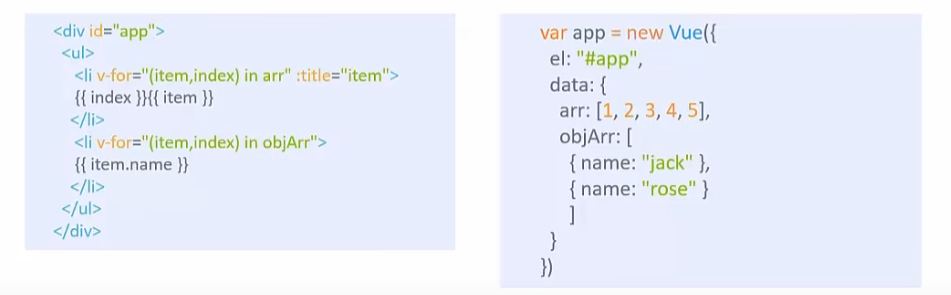 <div id="app">
<ul>
<li v-for="(item,index) in arr" :title="item">
{{ index }}{{ item }}
</li>
<li v-for="(item,index) in objArr">
{{ item.name }}
</li>
</ul>
</div>
var app = new Vue({
el: "#app",
data: {
arr: [1, 2, 3, 4, 5],
objArr: [
{ name: "jack" },
{ name: "rose" }
]
}
})